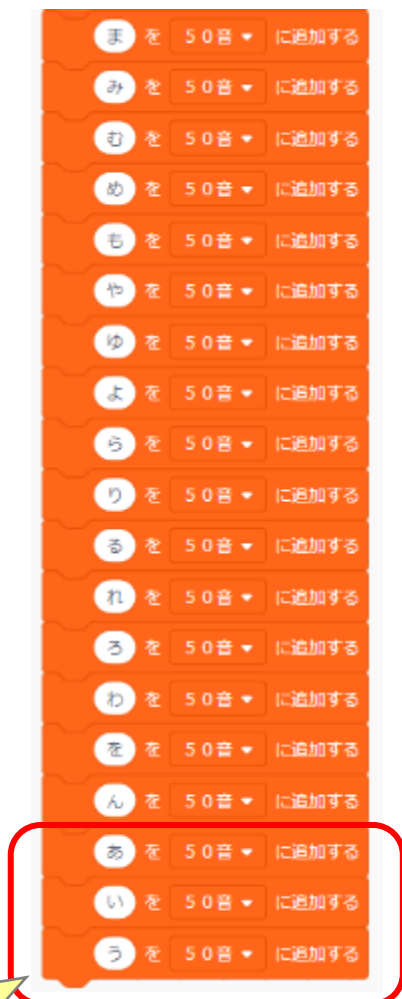 ま を ５０音 に追加する
み を ５０音 に追加する
む を ５０音 に追加する
め を ５０音 に追加する
も を ５０音 に追加する
や を ５０音 に追加する
ゆ を ５０音 に追加する
よ を ５０音 に追加する
ら を ５０音 に追加する
り を ５０音 に追加する
る を ５０音 に追加する
れ を ５０音 に追加する
ろ を ５０音 に追加する
わ を ５０音 に追加する
を を ５０音 に追加する
ん を ５０音 に追加する
あ を ５０音 に追加する
い を ５０音 に追加する
う を ５０音 に追加する